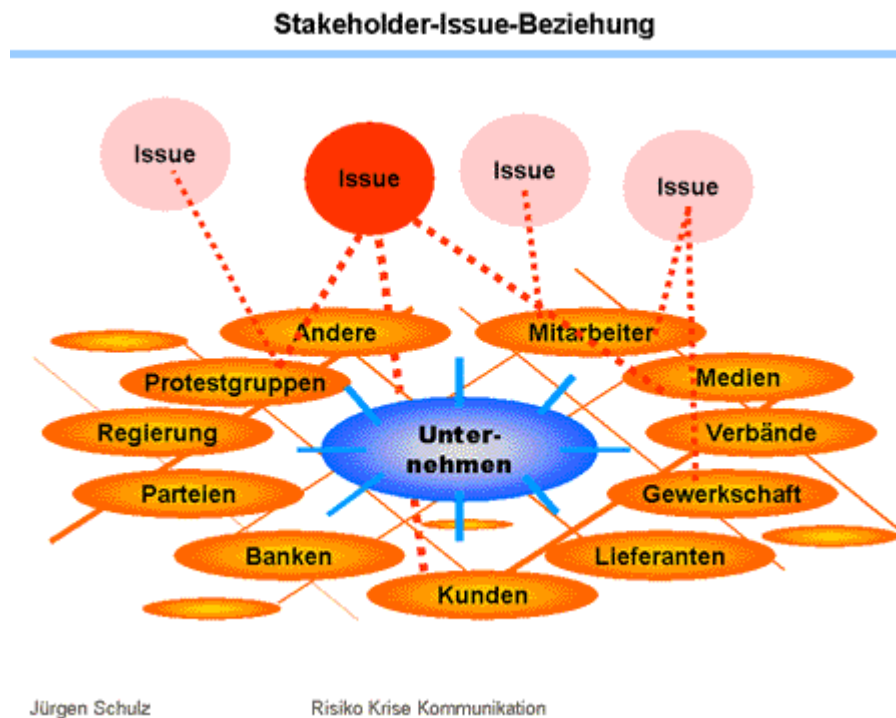 Stakeholder-Issue-Beziehung
Issue
Issue
Issue
Issue
Andere
Mitarbeiter
Protestgruppen
Medien
Regierung
Unter-
nehmen
Verbände
Parteien
Gewerkschaft
Banken
Lieferanten
Kunden
Jürgen Schulz
Risiko Krise Kommunikation